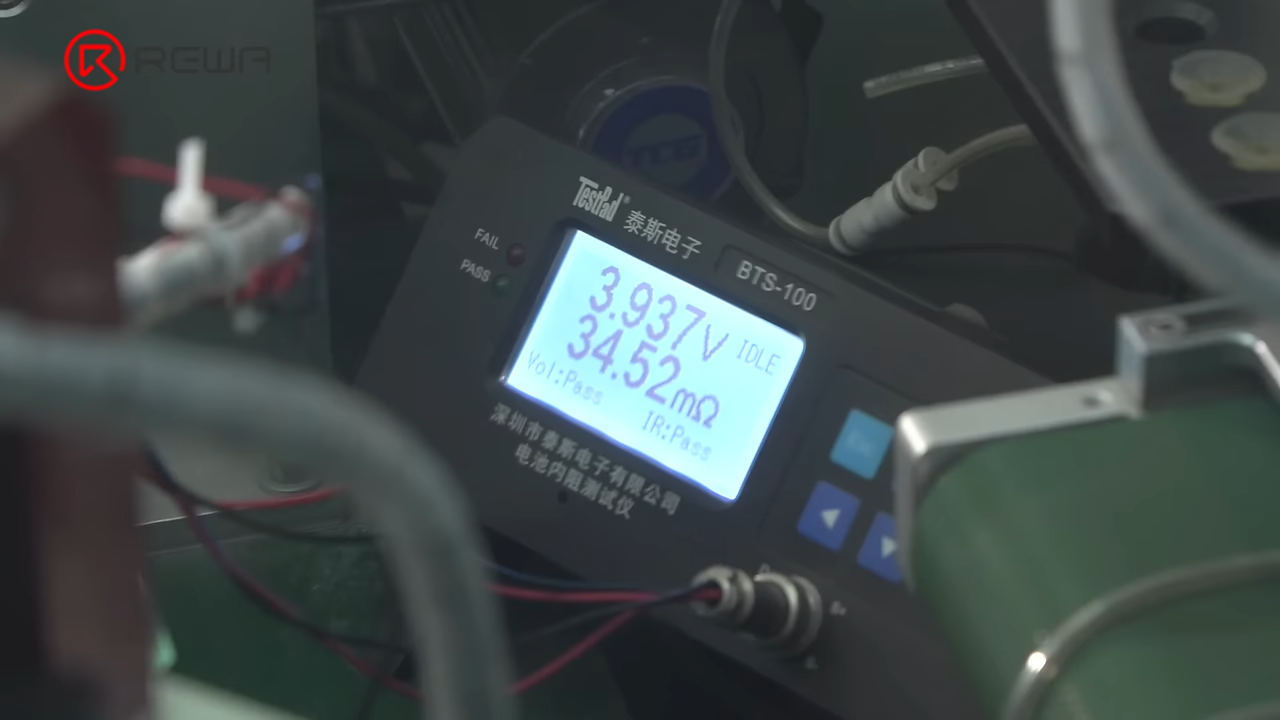 REWA
TCG
TestPad® 泰斯电子
BTS-100
FAIL
PASS
3.937V IDLE
34.52mΩ
Vol:Pass
IR:Pass
深圳市泰斯电子有限公司
电池内阻测试仪